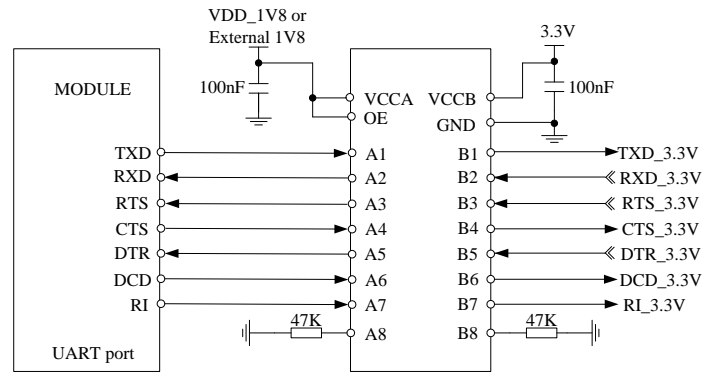 VDD_1V8 or
External 1V8
3.3V
100nF
100nF
MODULE
VCCA
VCCB
OE
GND
TXD
A1
B1
TXD_3.3V
RXD
A2
B2
RXD_3.3V
RTS
A3
B3
RTS_3.3V
CTS
A4
B4
CTS_3.3V
DTR
A5
B5
DTR_3.3V
DCD
A6
B6
DCD_3.3V
RI
A7
B7
RI_3.3V
47K
A8
B8
47K
UART port